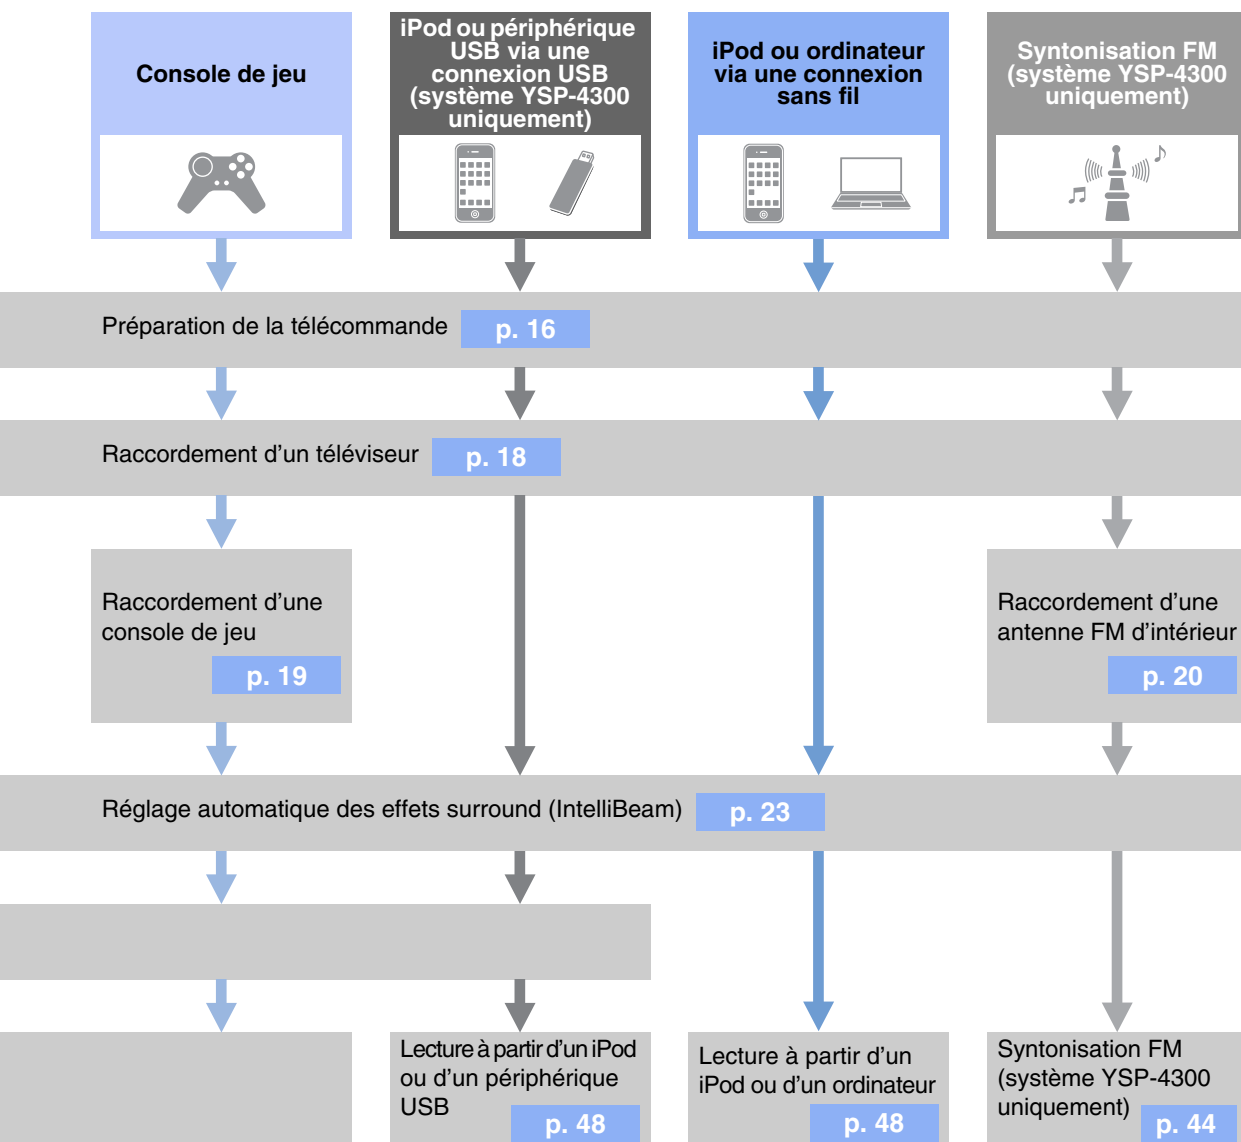 Console de jeu
iPod ou périphérique
USB via une
connexion USB
(système YSP-4300
uniquement)
iPod ou ordinateur
via une connexion
sans fil
Syntonisation FM
(système YSP-4300
uniquement)
Préparation de la télécommande p. 16
Raccordement d’un téléviseur p. 18
Raccordement d’une
console de jeu
p. 19
Raccordement d’une
antenne FM d’intérieur
p. 20
Réglage automatique des effets surround (IntelliBeam) p. 23
Lecture à partir d’un iPod
ou d’un périphérique
USB
p. 48
Lecture à partir d’un
iPod ou d’un ordinateur
p. 48
Syntonisation FM
(système YSP-4300
uniquement)
p. 44